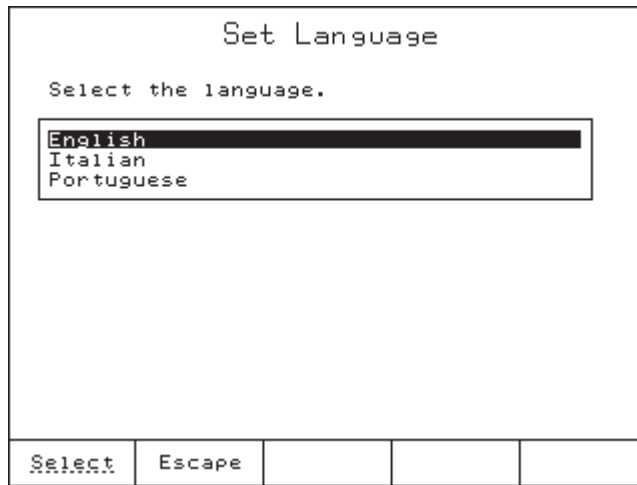 Set Language
Select the language.
English
Italian
Portuguese
Select Escape